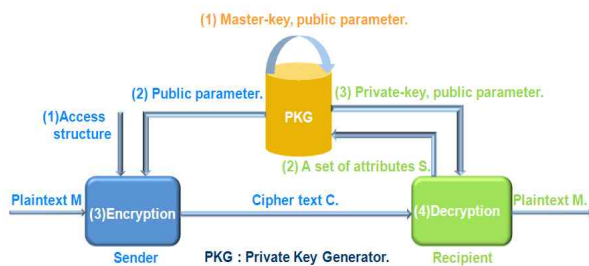 (1) Master-key, public parameter.
(2) Public parameter.
(3) Private-key, public parameter.
(1)Access
structure
PKG
(2) A set of attributes S.
Plaintext M
(3)Encryption
Cipher text C.
(4)Decryption
Plaintext M.
Sender
PKG : Private Key Generator.
Recipient